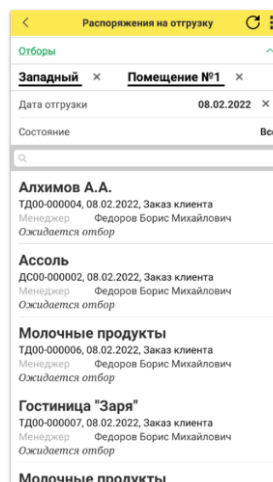 Распоряжения на отгрузку
Отборы
Западный × Помещение №1 ×
Дата отгрузки 08.02.2022 ×
Состояние Все
Алхимов А.А.
ТД00-000004, 08.02.2022, Заказ клиента
Менеджер Федоров Борис Михайлович
Ожидается отбор
Ассоль
ДС00-000002, 08.02.2022, Заказ клиента
Менеджер Федоров Борис Михайлович
Ожидается отбор
Молочные продукты
ТД00-000006, 08.02.2022, Заказ клиента
Менеджер Федоров Борис Михайлович
Ожидается отбор
Гостиница "Заря"
ТД00-000007, 08.02.2022, Заказ клиента
Менеджер Федоров Борис Михайлович
Ожидается отбор
Молочные продукты